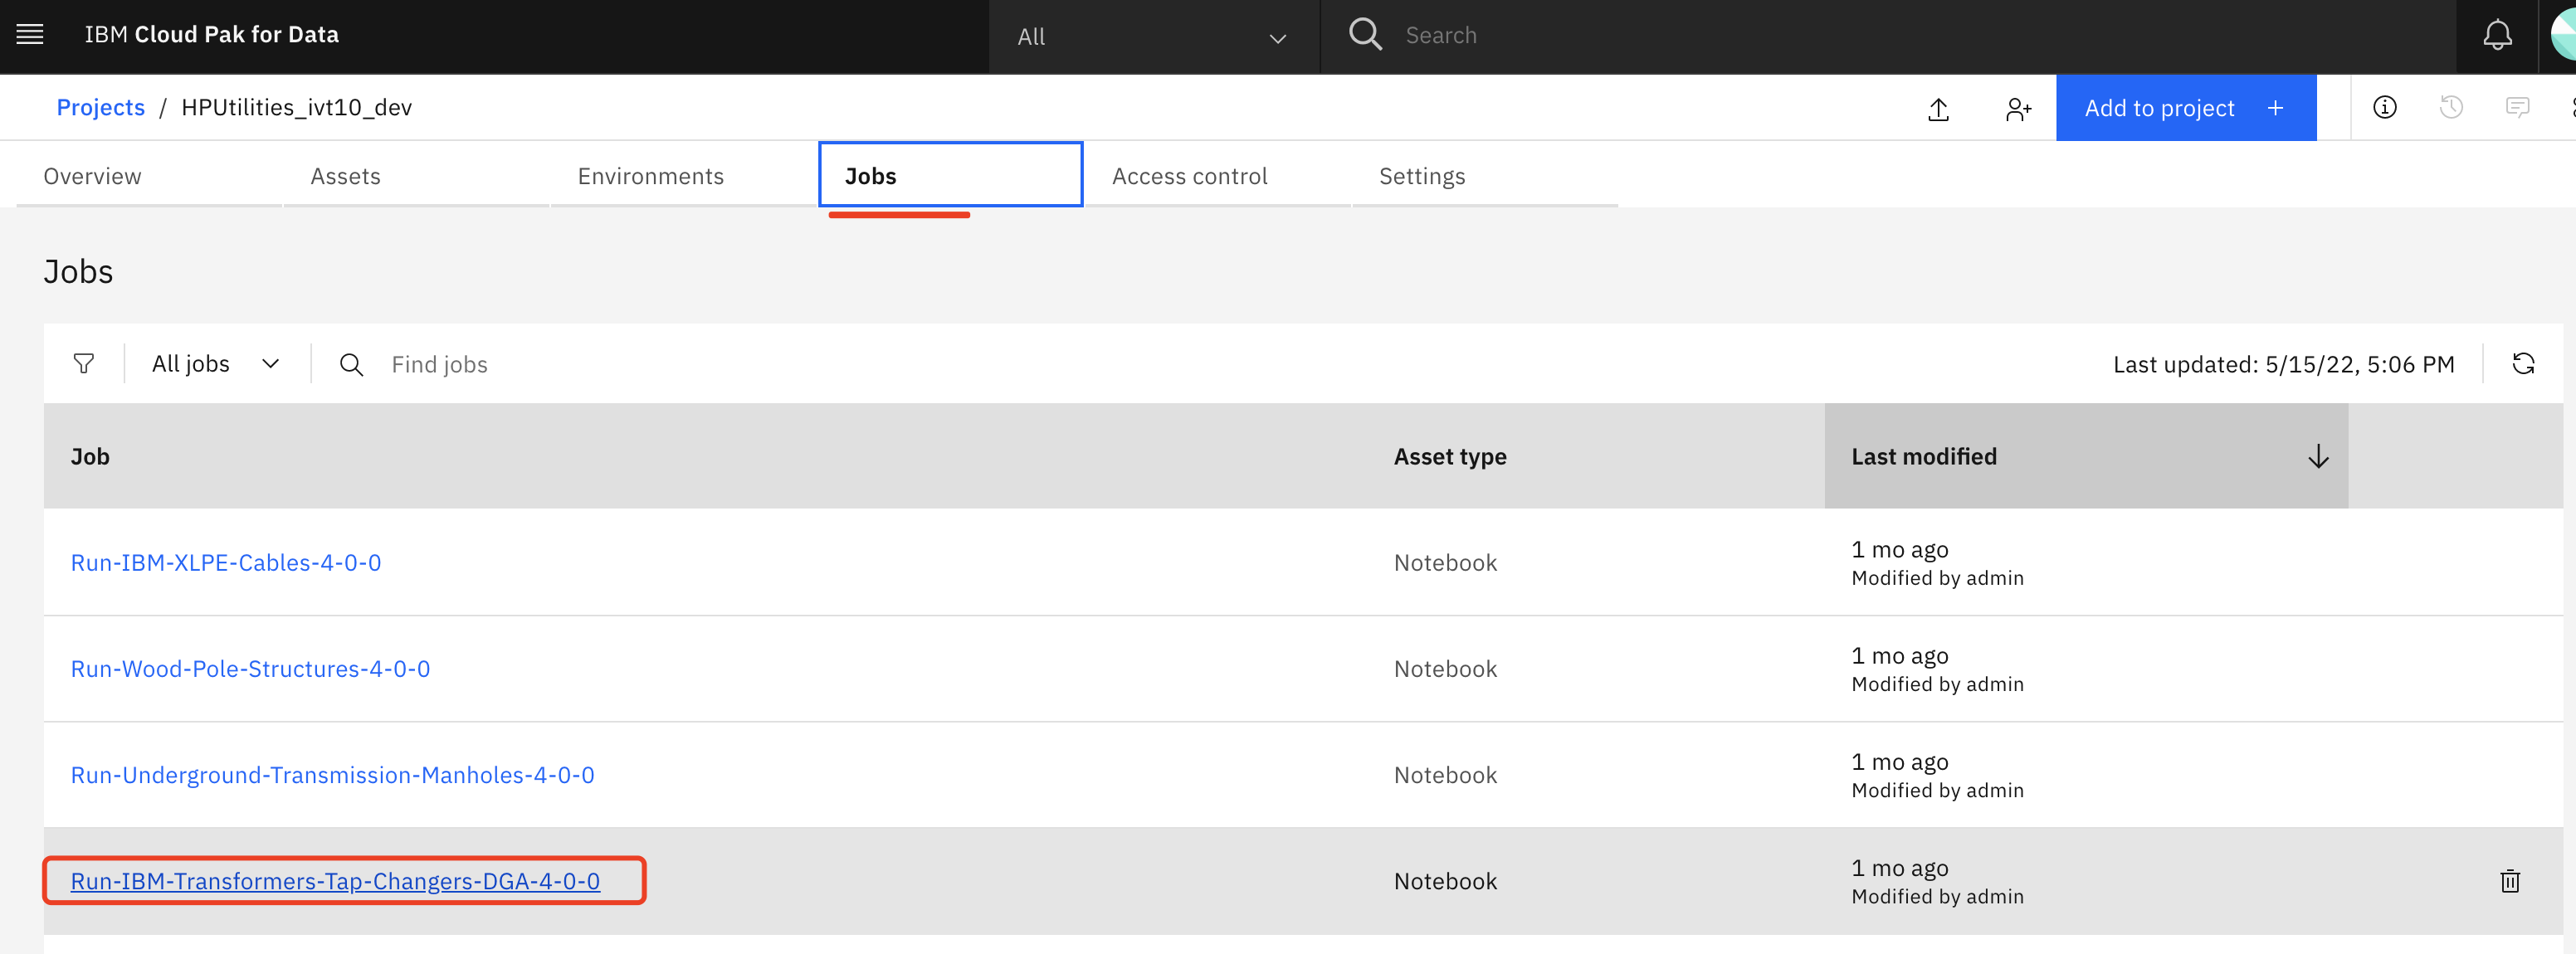 IBM Cloud Pak for Data
All
Search
Projects / HPUtilities_ivt10_dev
Add to project +
Overview
Assets
Environments
Jobs
Access control
Settings
Jobs
All jobs
Find jobs
Last updated: 5/15/22, 5:06 PM
Job
Asset type
Last modified
Run-IBM-XLPE-Cables-4-0-0
Notebook
1 mo ago
Modified by admin
Run-Wood-Pole-Structures-4-0-0
Notebook
1 mo ago
Modified by admin
Run-Underground-Transmission-Manholes-4-0-0
Notebook
1 mo ago
Modified by admin
Run-IBM-Transformers-Tap-Changers-DGA-4-0-0
Notebook
1 mo ago
Modified by admin